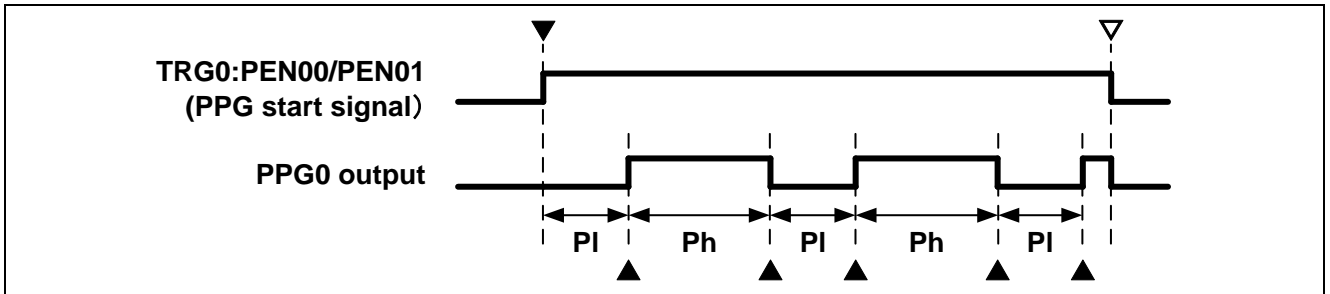 TRG0:PEN00/PEN01
(PPG start signal）
PPG0 output
Pl Ph Pl Ph Pl